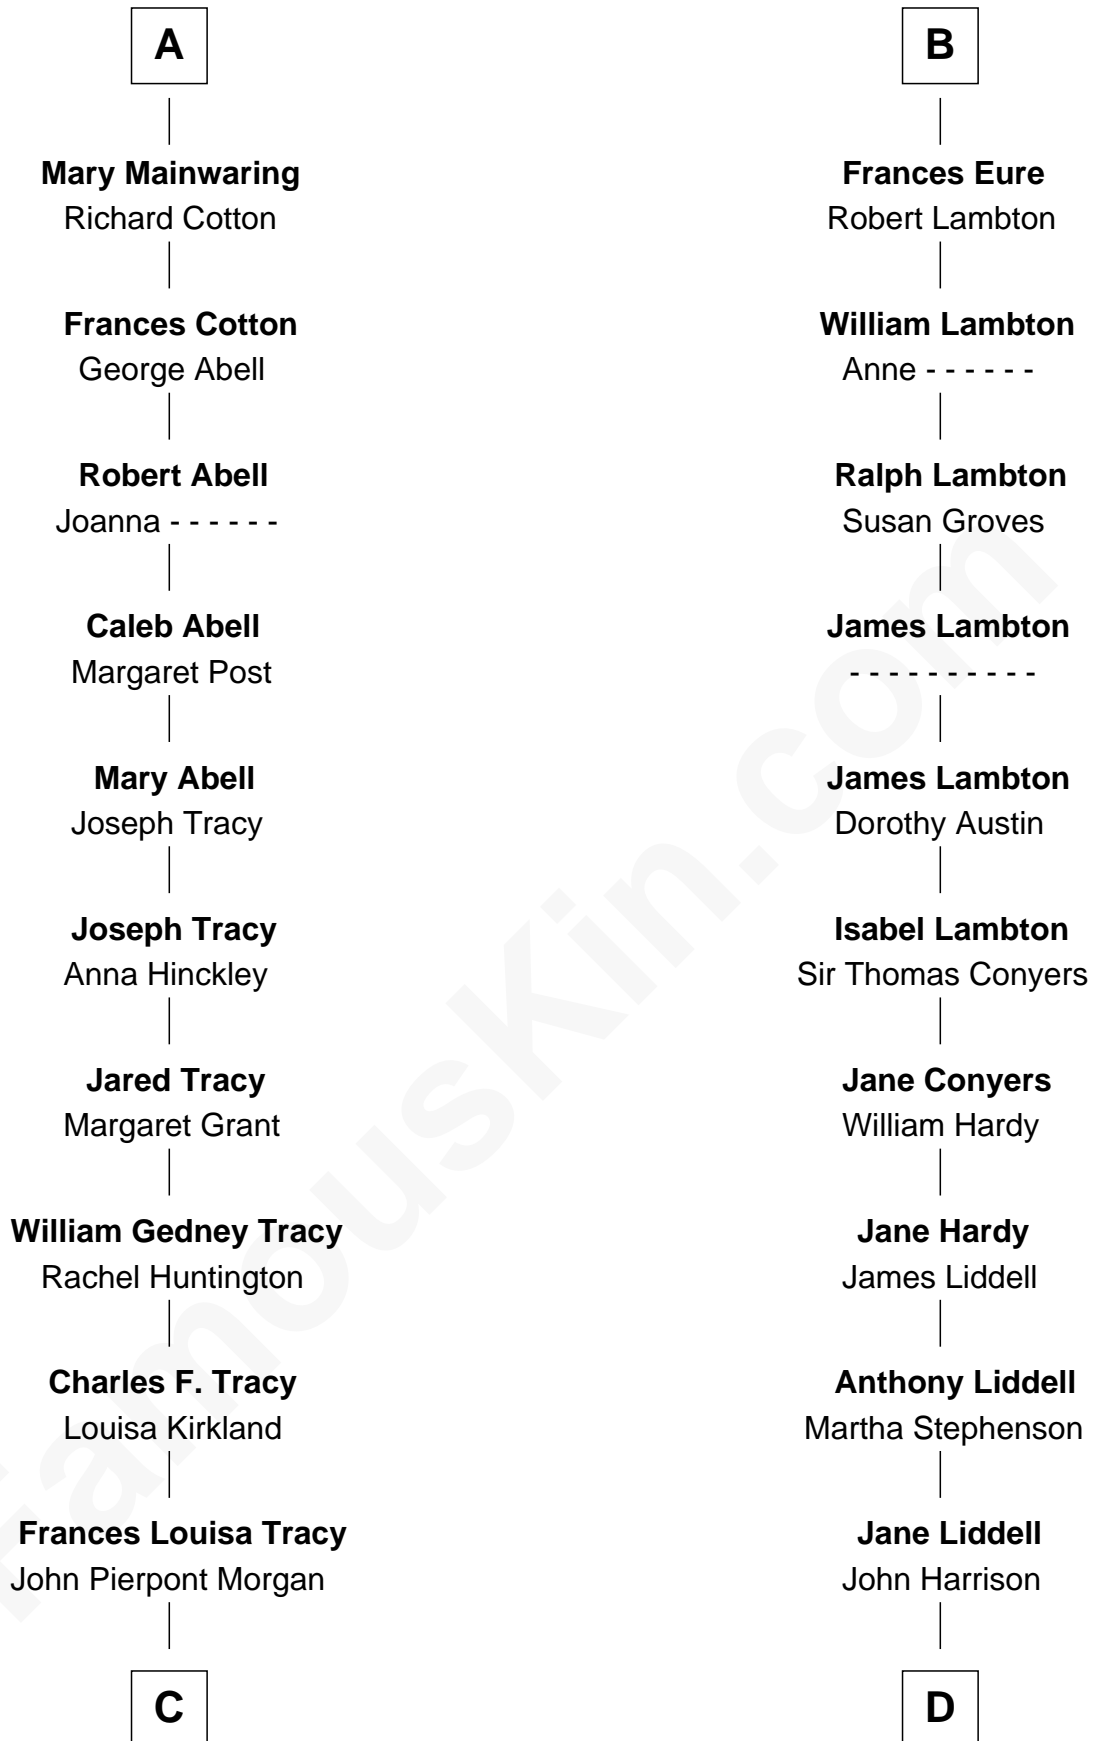 A
Mary Mainwaring
Richard Cotton
Frances Cotton
George Abell
Robert Abell
Joanna - - - - - -
Caleb Abell
Margaret Post
Mary Abell
Joseph Tracy
Joseph Tracy
Anna Hinckley
Jared Tracy
Margaret Grant
William Gedney Tracy
Rachel Huntington
Charles F. Tracy
Louisa Kirkland
Frances Louisa Tracy
John Pierpont Morgan
C
B
Frances Eure
Robert Lambton
William Lambton
Anne - - - - - -
Ralph Lambton
Susan Groves
James Lambton
- - - - - - - - - -
James Lambton
Dorothy Austin
Isabel Lambton
Sir Thomas Conyers
Jane Conyers
William Hardy
Jane Hardy
James Liddell
Anthony Liddell
Martha Stephenson
Jane Liddell
John Harrison
D
FamousKin.com